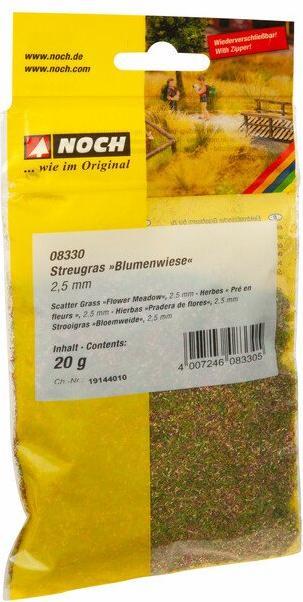 www.noch.de
www.noch.com
Wiederverschließbar!
With Zipper!
NOCH
... wie im Original
08330
Streugras »Blumenwiese«
2,5 mm
Scatter Grass »Flower Meadow«, 2.5 mm · Herbes « Pré en
fleurs », 2.5 mm · Hierbas »Pradera de flores«, 2.5 mm
Strooigras »Bloemweide«, 2,5 mm
Inhalt · Contents:
20 g
Ch.-Nr. 19144010
4 007246 083305